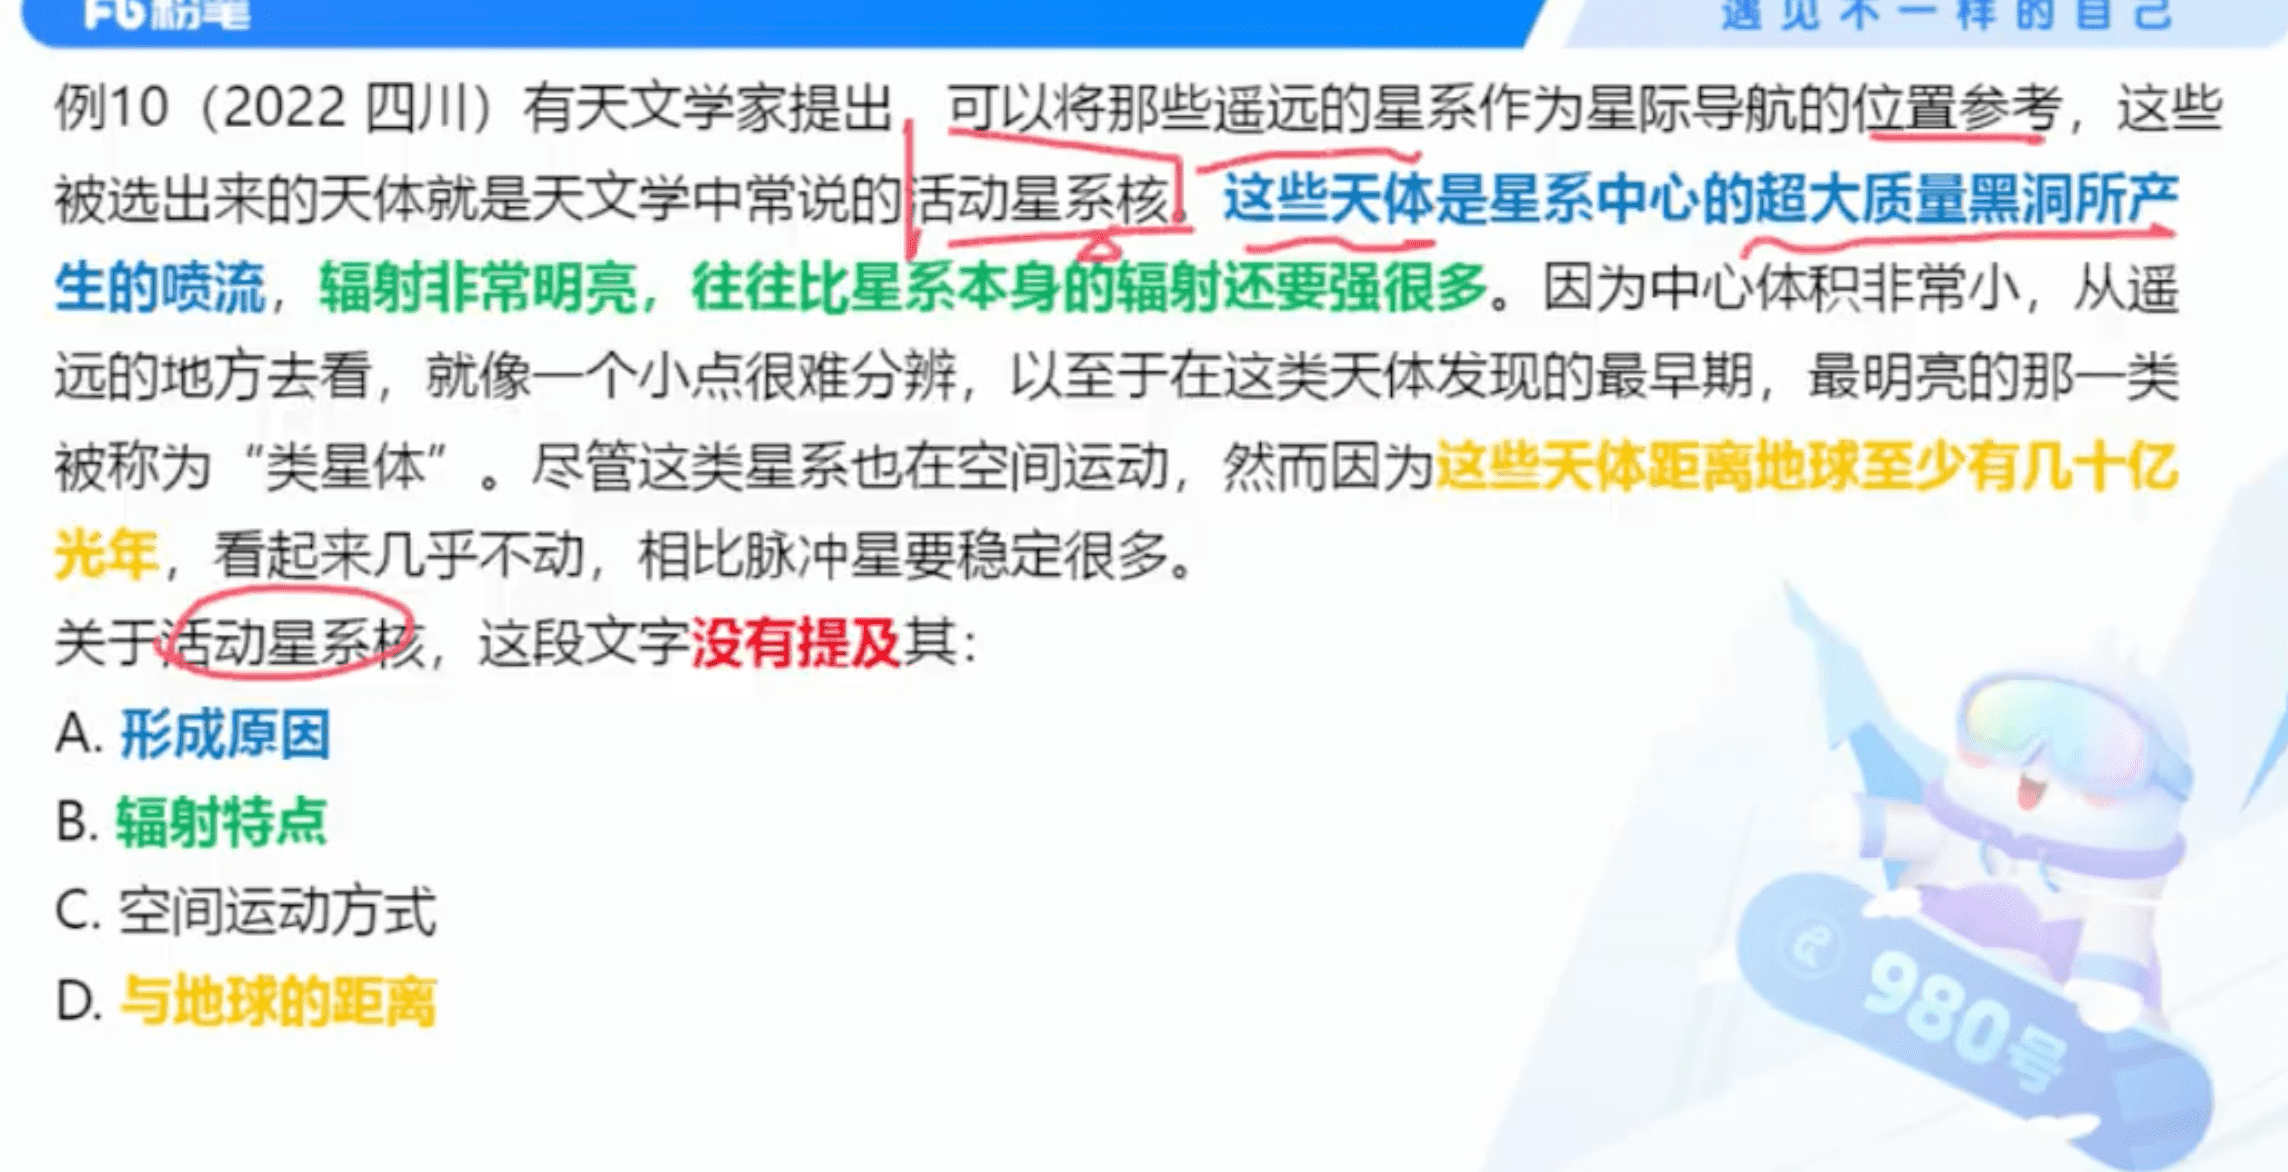 粉笔
遇见不一样的自己
例10（2022 四川）有天文学家提出，可以将那些遥远的星系作为星际导航的位置参考，这些
被选出来的天体就是天文学中常说的活动星系核。这些天体是星系中心的超大质量黑洞所产
生的喷流，辐射非常明亮，往往比星系本身的辐射还要强很多。因为中心体积非常小，从遥
远的地方去看，就像一个小点很难分辨，以至于在这类天体发现的最早期，最明亮的那一类
被称为“类星体”。尽管这类星系也在空间运动，然而因为这些天体距离地球至少有几十亿
光年，看起来几乎不动，相比脉冲星要稳定很多。
关于活动星系核，这段文字没有提及其：
A. 形成原因
B. 辐射特点
C. 空间运动方式
D. 与地球的距离
980号